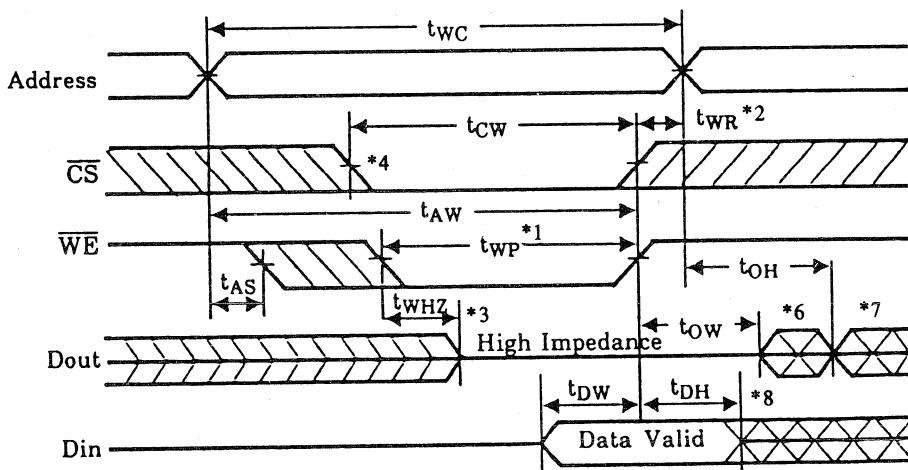 tWC
Address
tCW
tWR*2
CS
*4
tAW
WE
tWP*1
tAS
tWHZ
*3
tOH
Dout
High Impedance
tOW
*6
*7
tDW
tDH
*8
Din
Data Valid